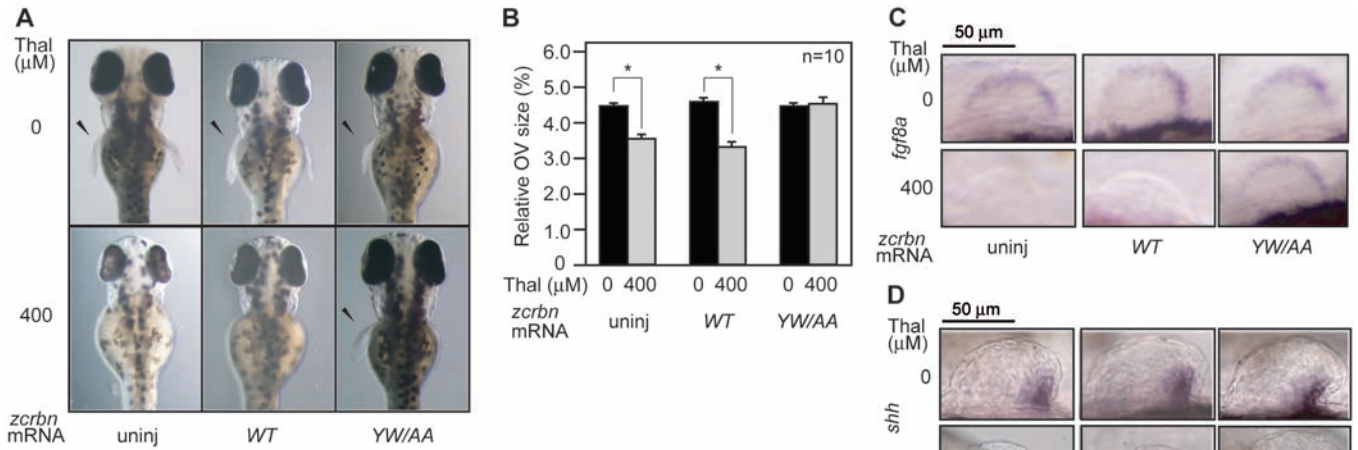 A
Thal
(μM)
0
400
zcrbn
mRNA
uninj
WT
YW/AA
B
Relative OV size (%)
6.0
5.0
4.0
3.0
2.0
1.0
0
n=10
*
*
Thal (μM) 0 400 0 400 0 400
zcrbn
mRNA
uninj
WT
YW/AA
C
50 μm
Thal
(μM)
0
fgf8a
400
zcrbn
mRNA
uninj
WT
YW/AA
D
50 μm
Thal
(μM)
0
shh